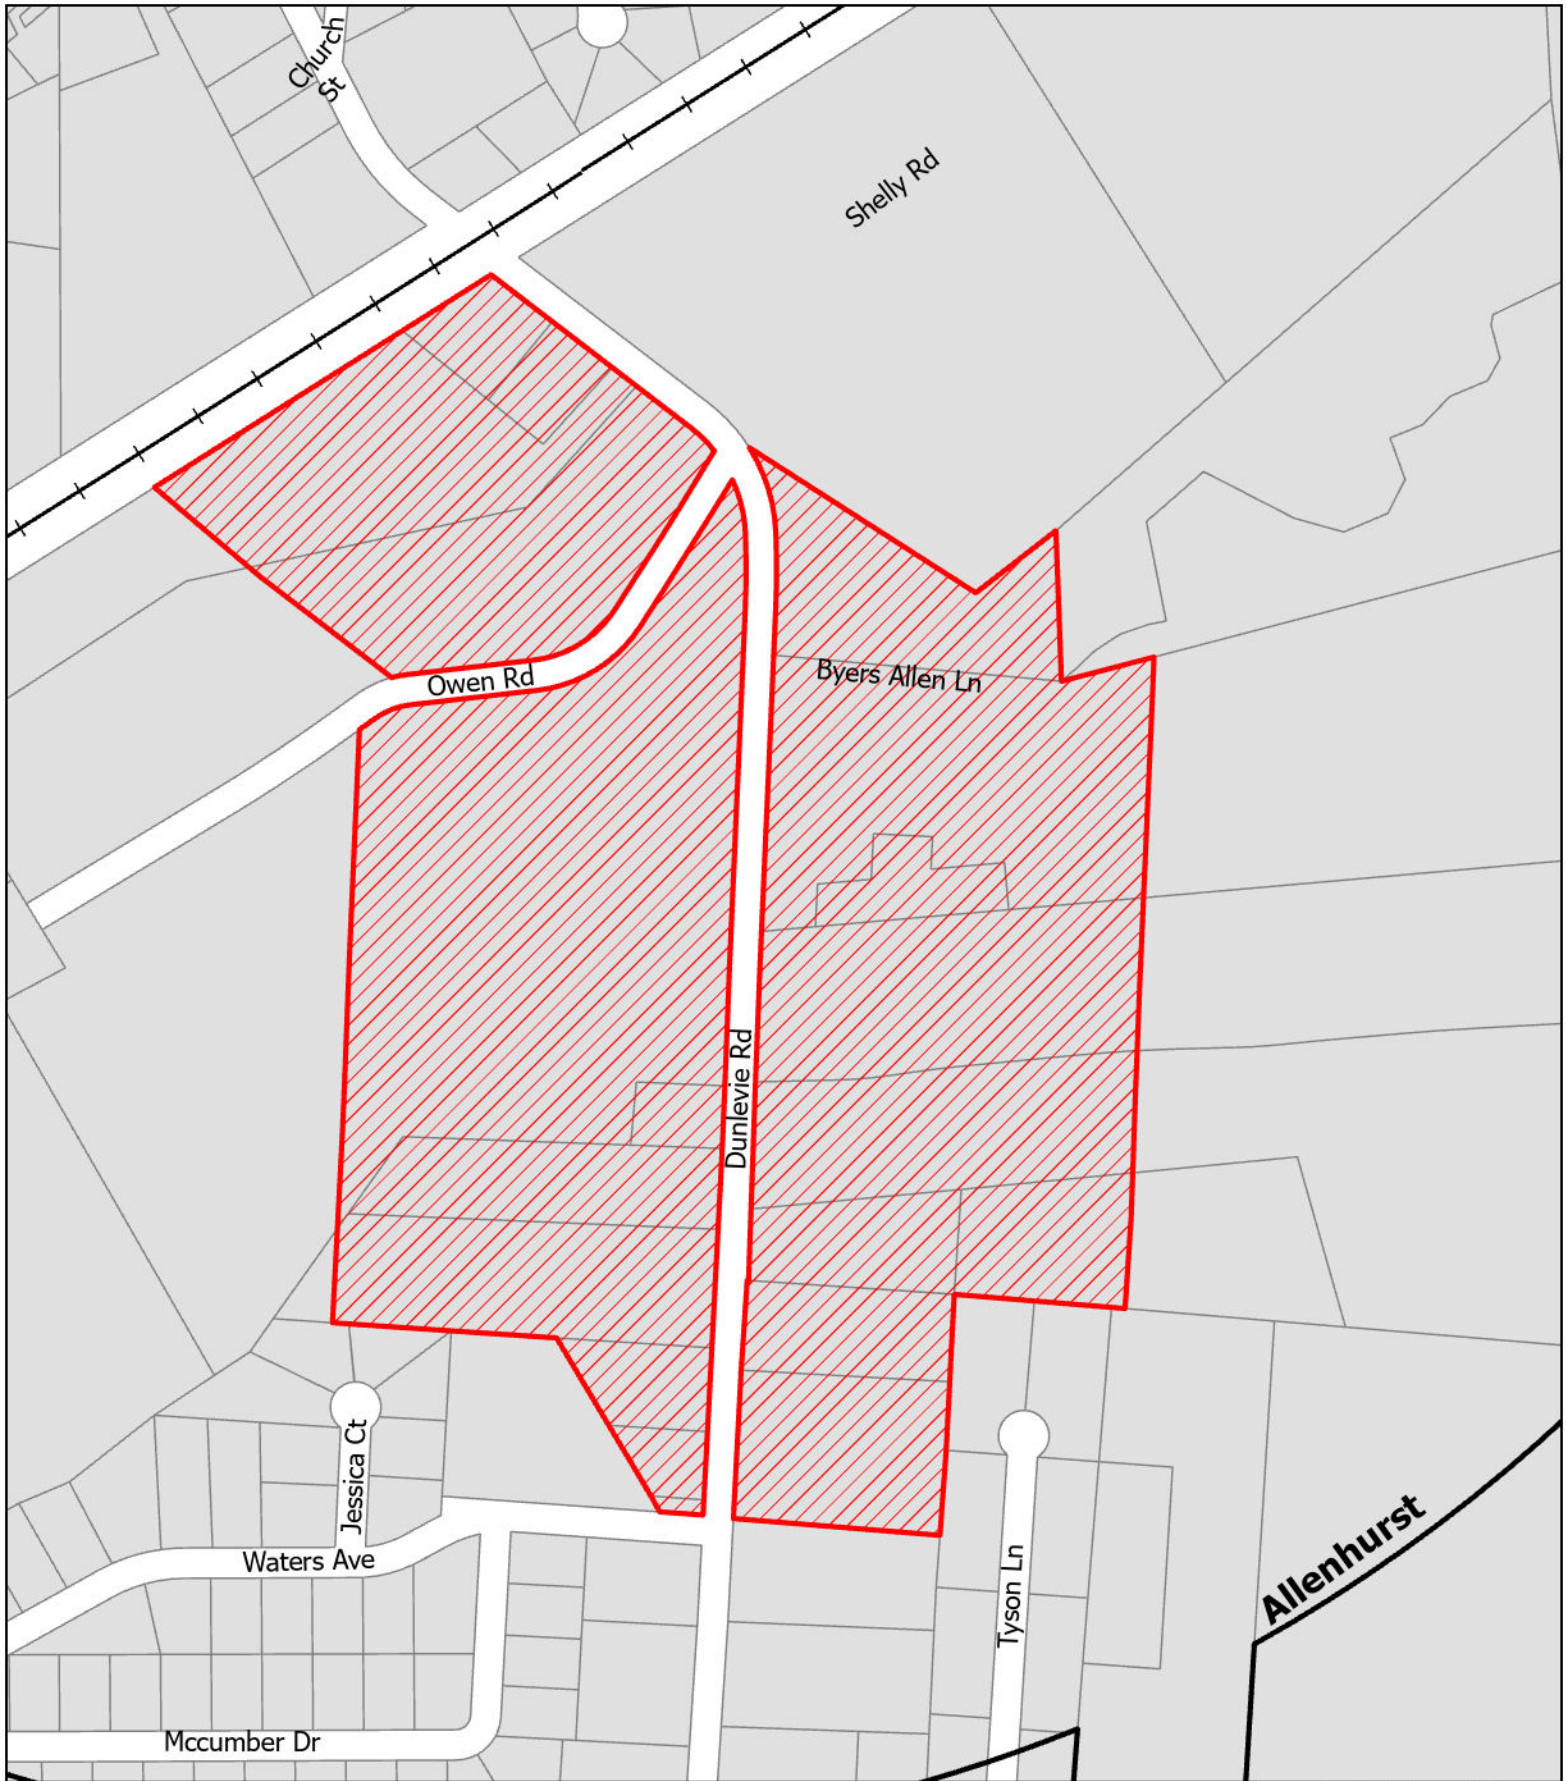 Church
St
Shelly Rd
Owen Rd
Byers Allen Ln
Dunlevie Rd
Jessica Ct
Waters Ave
Tyson Ln
Allenhurst
Mccumber Dr